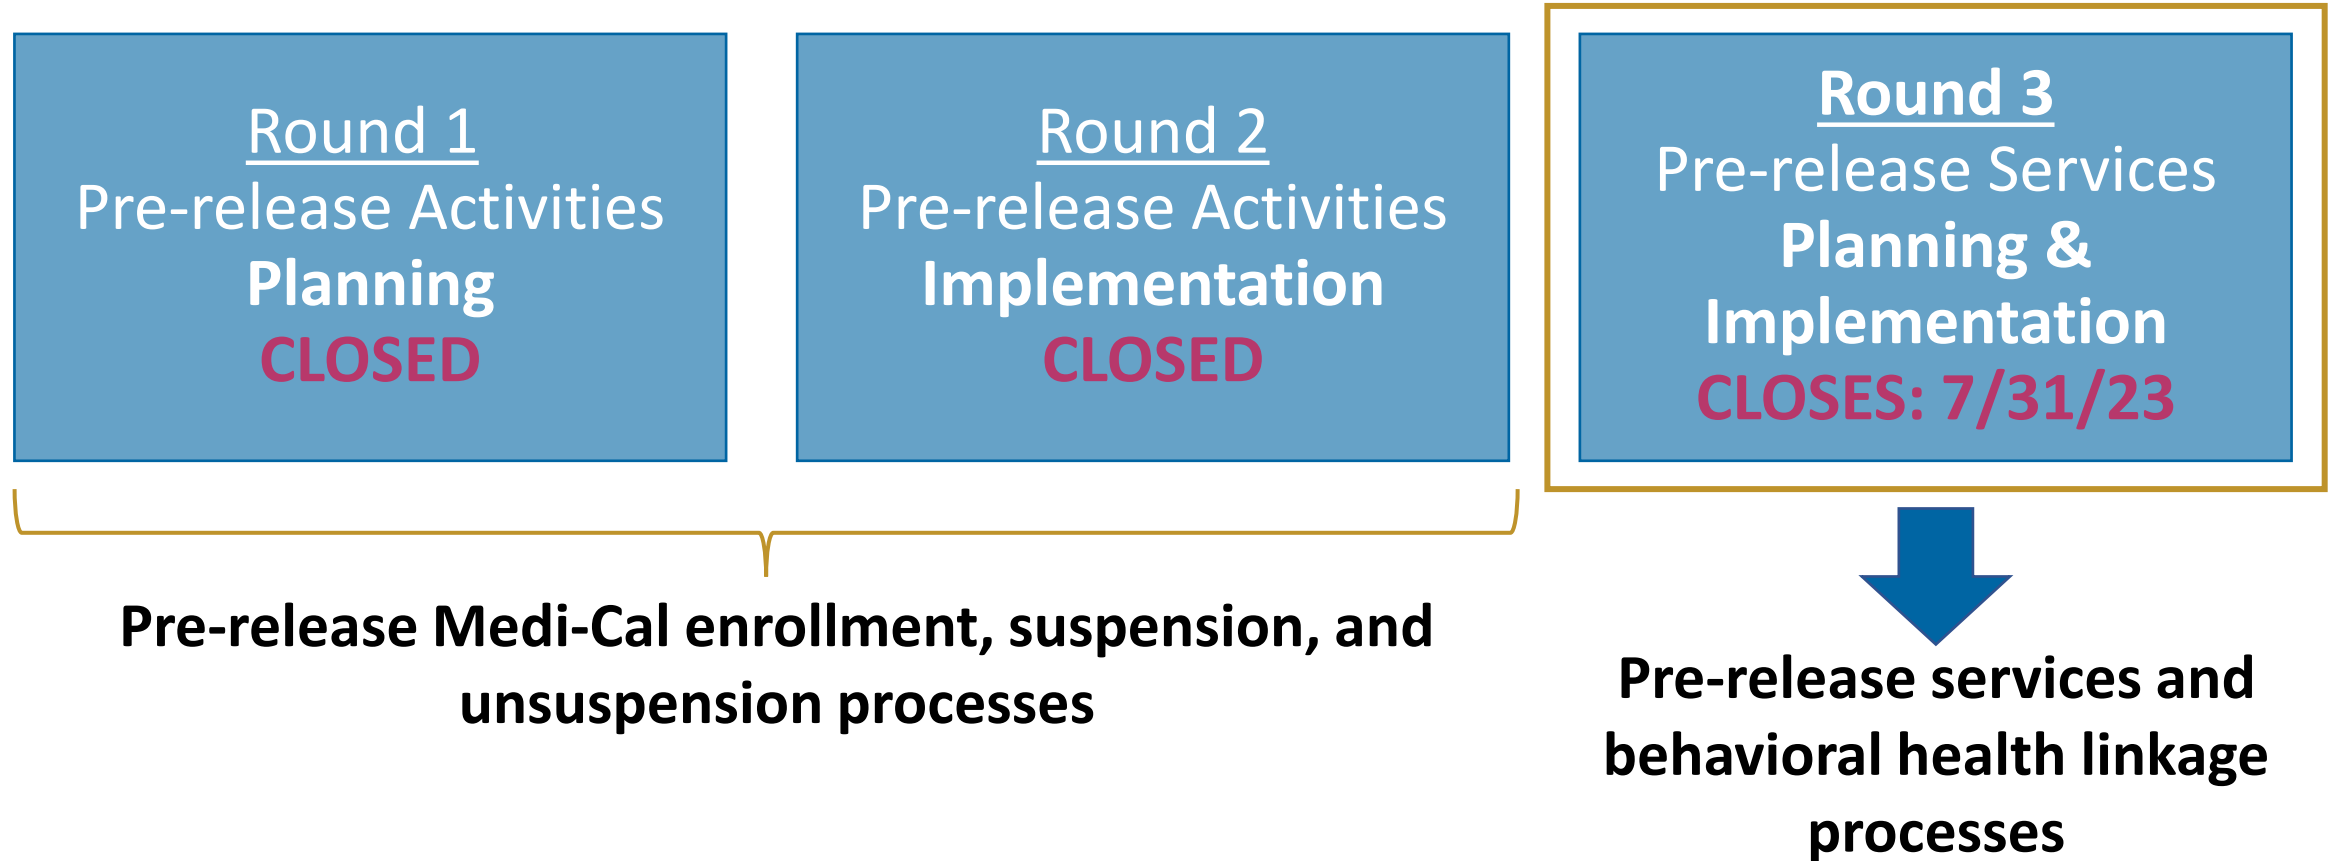 Round 1
Pre-release Activities
Planning
CLOSED
Round 2
Pre-release Activities
Implementation
CLOSED
Round 3
Pre-release Services
Planning &
Implementation
CLOSES: 7/31/23
Pre-release Medi-Cal enrollment, suspension, and
unsuspension processes
Pre-release services and
behavioral health linkage
processes